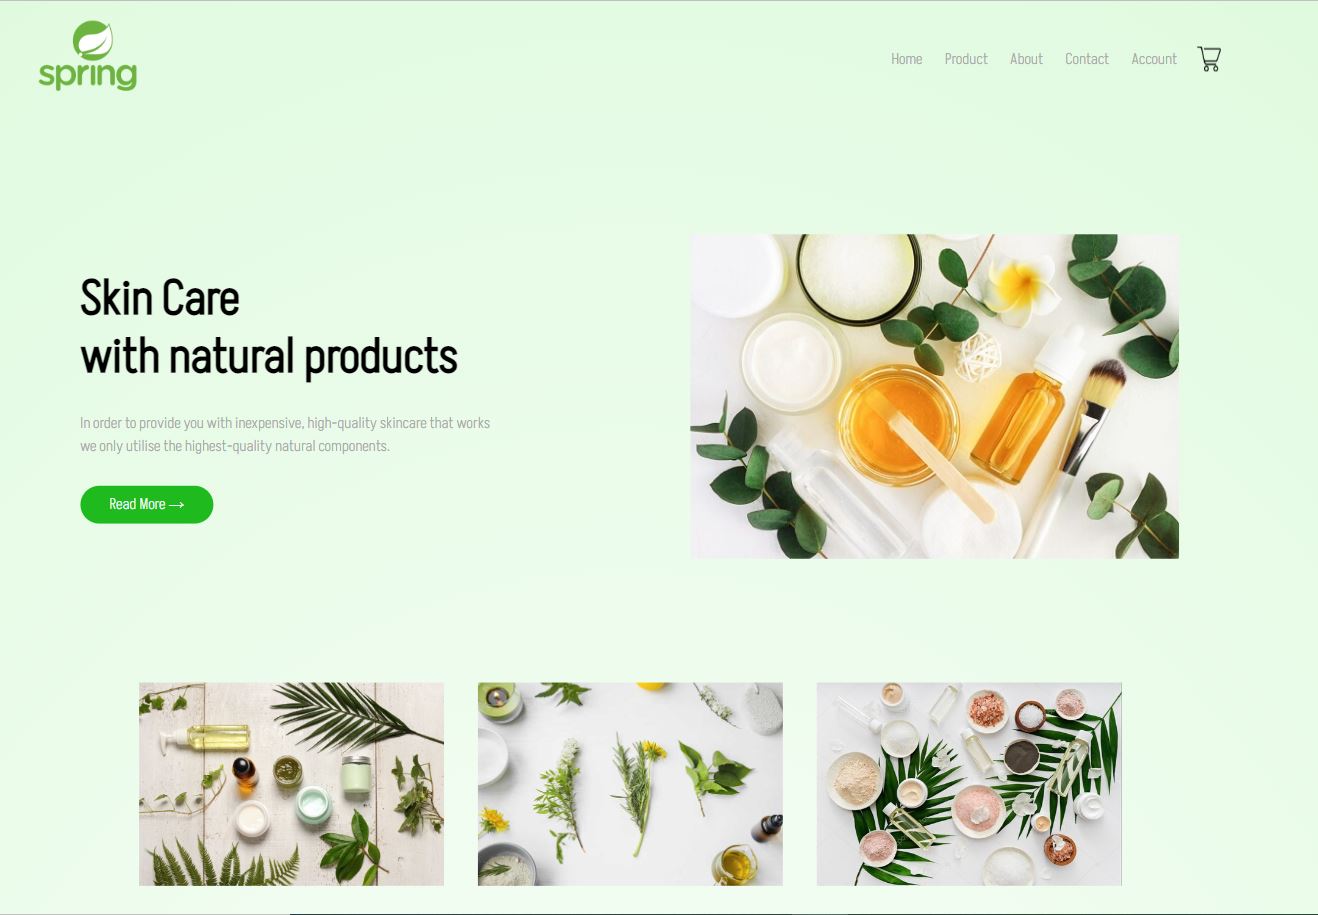 spring
Home Product About Contact Account
Skin Care
with natural products
In order to provide you with inexpensive, high-quality skincare that works
we only utilise the highest-quality natural components.
Read More →